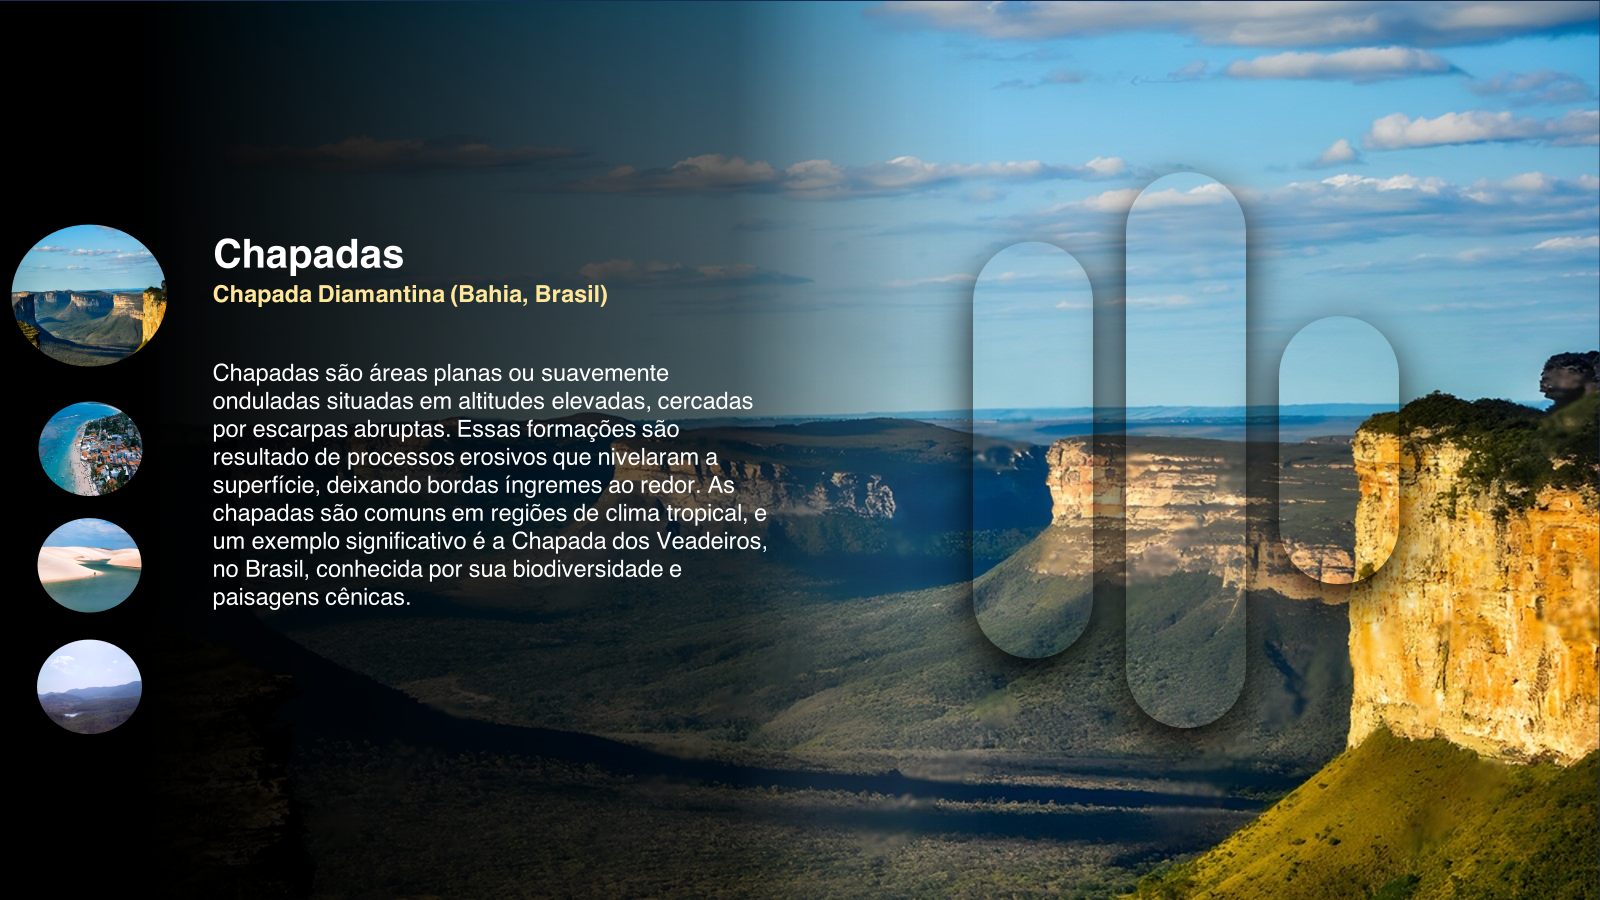 Chapadas
Chapada Diamantina (Bahia, Brasil)
Chapadas são áreas planas ou suavemente
onduladas situadas em altitudes elevadas, cercadas
por escarpas abruptas. Essas formações são
resultado de processos erosivos que nivelaram a
superfície, deixando bordas íngremes ao redor. As
chapadas são comuns em regiões de clima tropical, e
um exemplo significativo é a Chapada dos Veadeiros,
no Brasil, conhecida por sua biodiversidade e
paisagens cênicas.